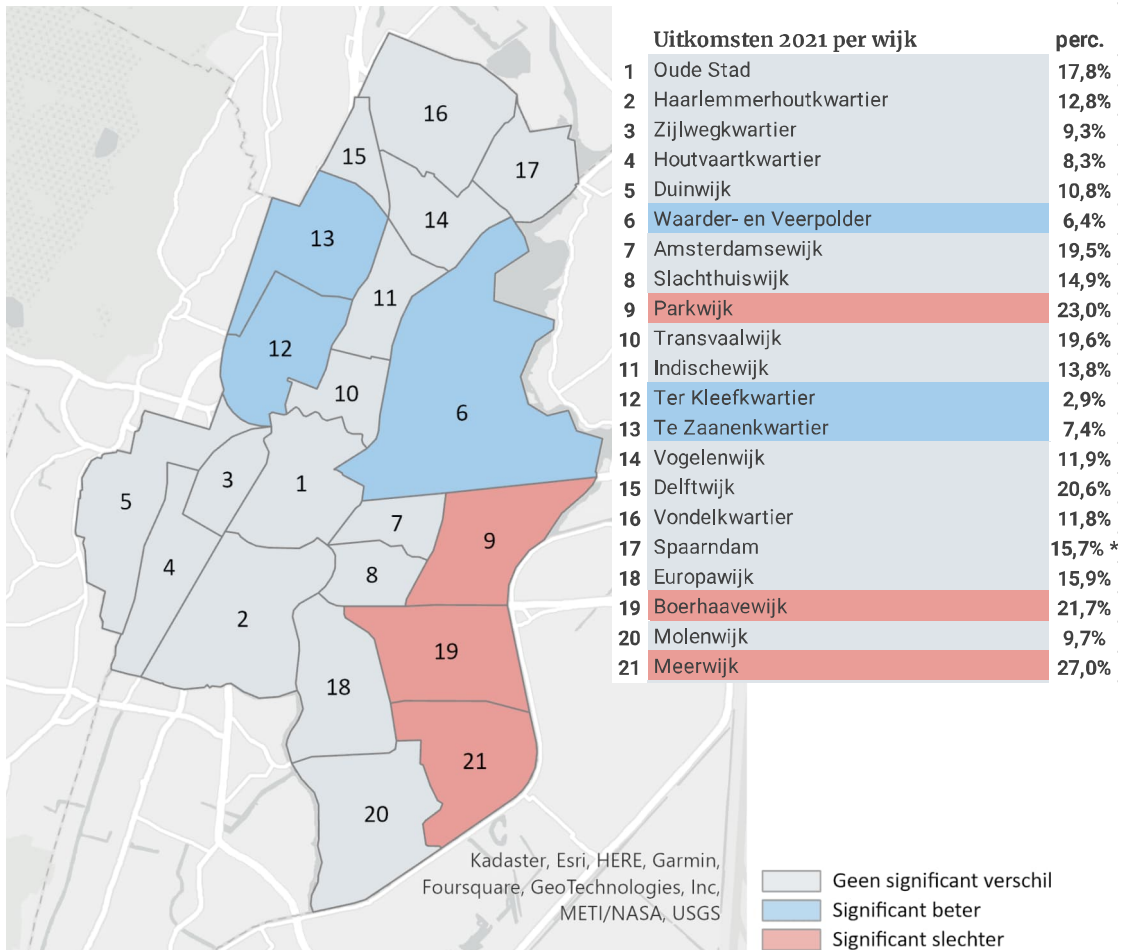 Uitkomsten 2021 per wijk perc.
1 Oude Stad 17,8%
2 Haarlemmerhoutkwartier 12,8%
3 Zijlwegkwartier 9,3%
4 Houtvaartkwartier 8,3%
5 Duinwijk 10,8%
6 Waarder- en Veerpolder 6,4%
7 Amsterdamsewijk 19,5%
8 Slachthuiswijk 14,9%
9 Parkwijk 23,0%
10 Transvaalwijk 19,6%
11 Indischewijk 13,8%
12 Ter Kleefkwartier 2,9%
13 Te Zaanenkwartier 7,4%
14 Vogelenwijk 11,9%
15 Delftwijk 20,6%
16 Vondelkwartier 11,8%
17 Spaarndam 15,7% *
18 Europawijk 15,9%
19 Boerhaavewijk 21,7%
20 Molenwijk 9,7%
21 Meerwijk 27,0%
16
15
17
14
13
11
12
10
6
3
1
5
7
9
4
8
2
19
18
21
20
Kadaster, Esri, HERE, Garmin,
Foursquare, GeoTechnologies, Inc,
METI/NASA, USGS
Geen significant verschil
Significant beter
Significant slechter